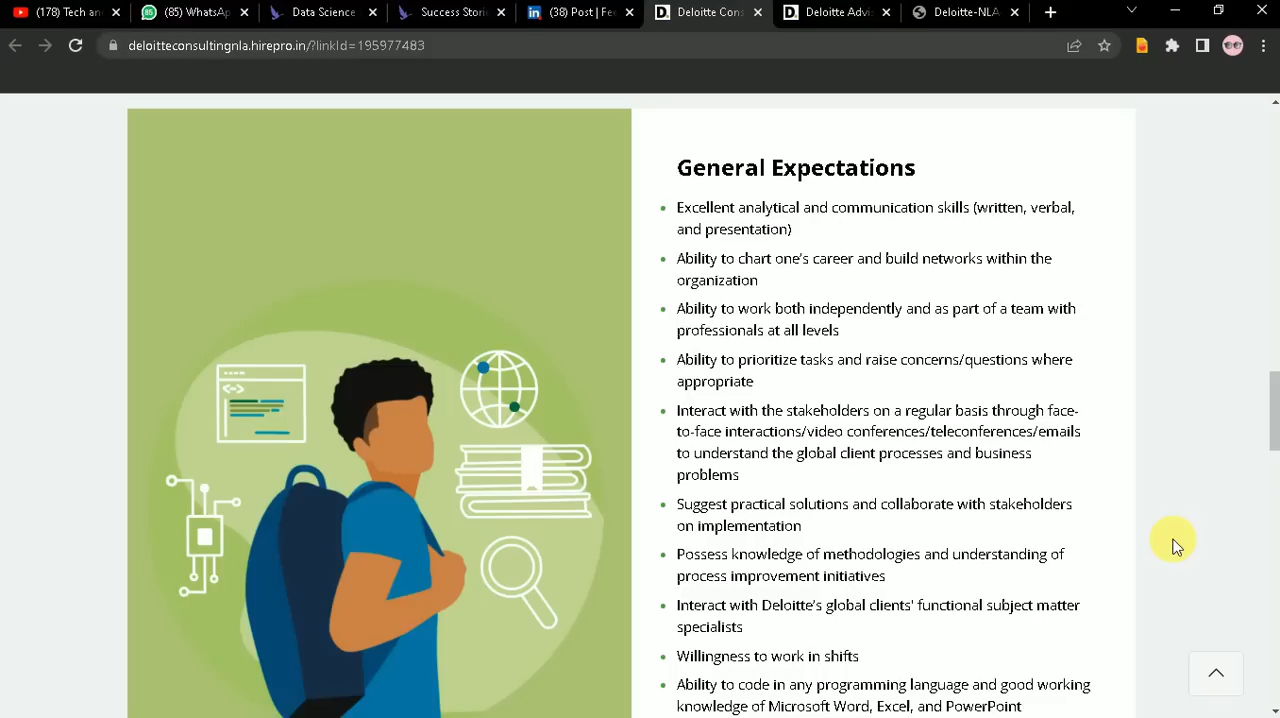 (178) Tech and
(85) WhatsAp
Data Science
Success Stori
(38) Post | Fee
Deloitte Cons
Deloitte Advis
Deloitte-NLA
deloitteconsultingnla.hirepro.in/?linkId=195977483
General Expectations
Excellent analytical and communication skills (written, verbal,
and presentation)
Ability to chart one's career and build networks within the
organization
Ability to work both independently and as part of a team with
professionals at all levels
Ability to prioritize tasks and raise concerns/questions where
appropriate
Interact with the stakeholders on a regular basis through face-
to-face interactions/video conferences/teleconferences/emails
to understand the global client processes and business
problems
Suggest practical solutions and collaborate with stakeholders
on implementation
Possess knowledge of methodologies and understanding of
process improvement initiatives
Interact with Deloitte's global clients' functional subject matter
specialists
Willingness to work in shifts
Ability to code in any programming language and good working
knowledge of Microsoft Word, Excel, and PowerPoint